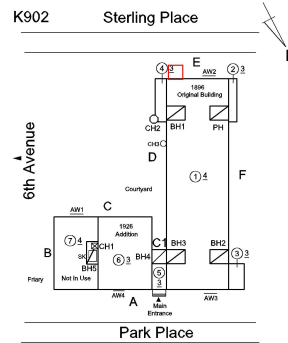 K902 Sterling Place
E
4 3
AW2
2 3
1896
Original Building
CH2
BH1
PH
CH3
D
6th Avenue
1 4
F
Courtyard
C
AW1
1926
Addition
C1
7 4
CH1
B
SK
6 3
BH4
BH3
BH2
BH5
5
3
3 3
Friary
Not In Use
AW4
A
Main
Entrance
AW3
Park Place